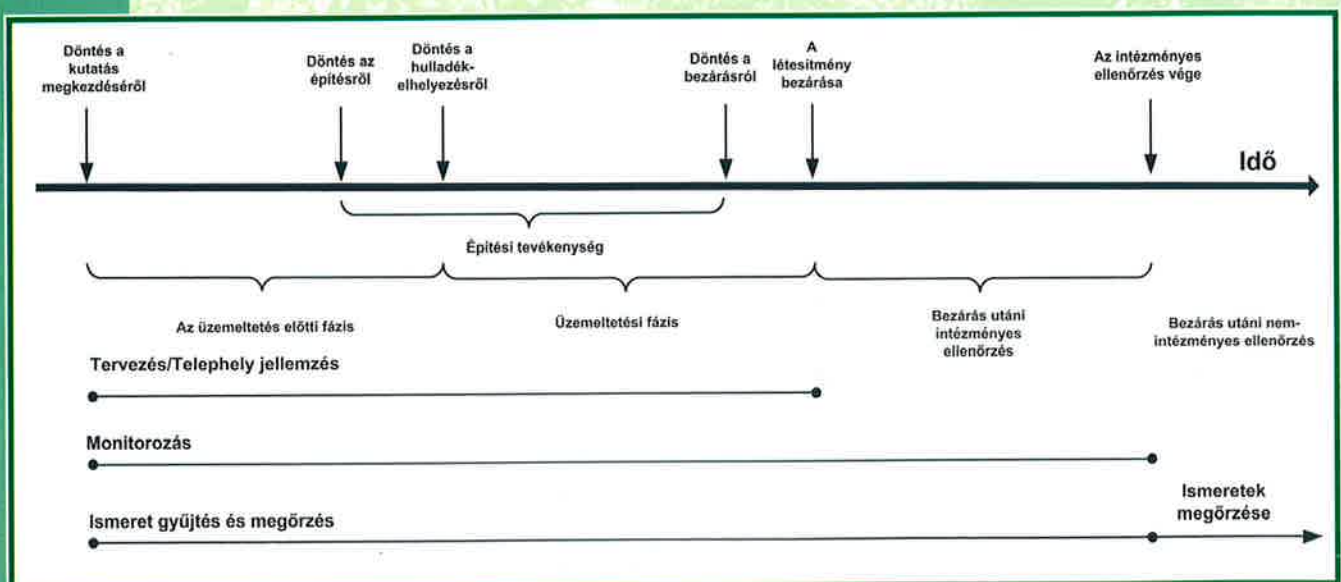 Döntés a
kutatás
megkezdéséről
Döntés az
építésről
Döntés a
hulladék-
elhelyezésről
Döntés a
bezárásról
A
létesítmény
bezárása
Az intézményes
ellenőrzés vége
Idő
Építési tevékenység
Az üzemeltetés előtti fázis
Üzemeltetési fázis
Bezárás utáni
intézményes
ellenőrzés
Bezárás utáni nem-
intézményes ellenőrzés
Tervezés/Telephely jellemzés
Monitorozás
Ismeret gyűjtés és megőrzés
Ismeretek
megőrzése